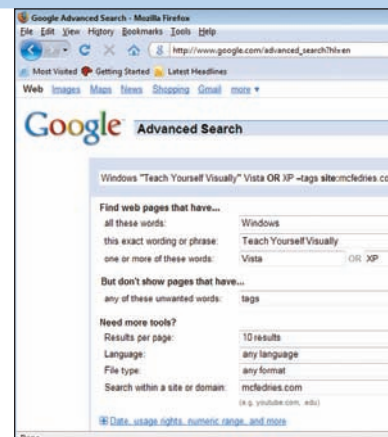 Google Advanced Search - Mozilla Firefox
File Edit View History Bookmarks Tools Help
http://www.google.com/advanced_search?hl=en
Most Visited Getting Started Latest Headlines
Web Images Maps News Shopping Gmail more ▼
Google Advanced Search
Windows "Teach Yourself Visually" Vista OR XP –tags site:mcfedries.co
Find web pages that have...
all these words: Windows
this exact wording or phrase: Teach Yourself Visually
one or more of these words: Vista OR XP
But don't show pages that have...
any of these unwanted words: tags
Need more tools?
Results per page: 10 results
Language: any language
File type: any format
Search within a site or domain: mcfedries.com
(e.g. youtube.com, .edu)
Date, usage rights, numeric range, and more